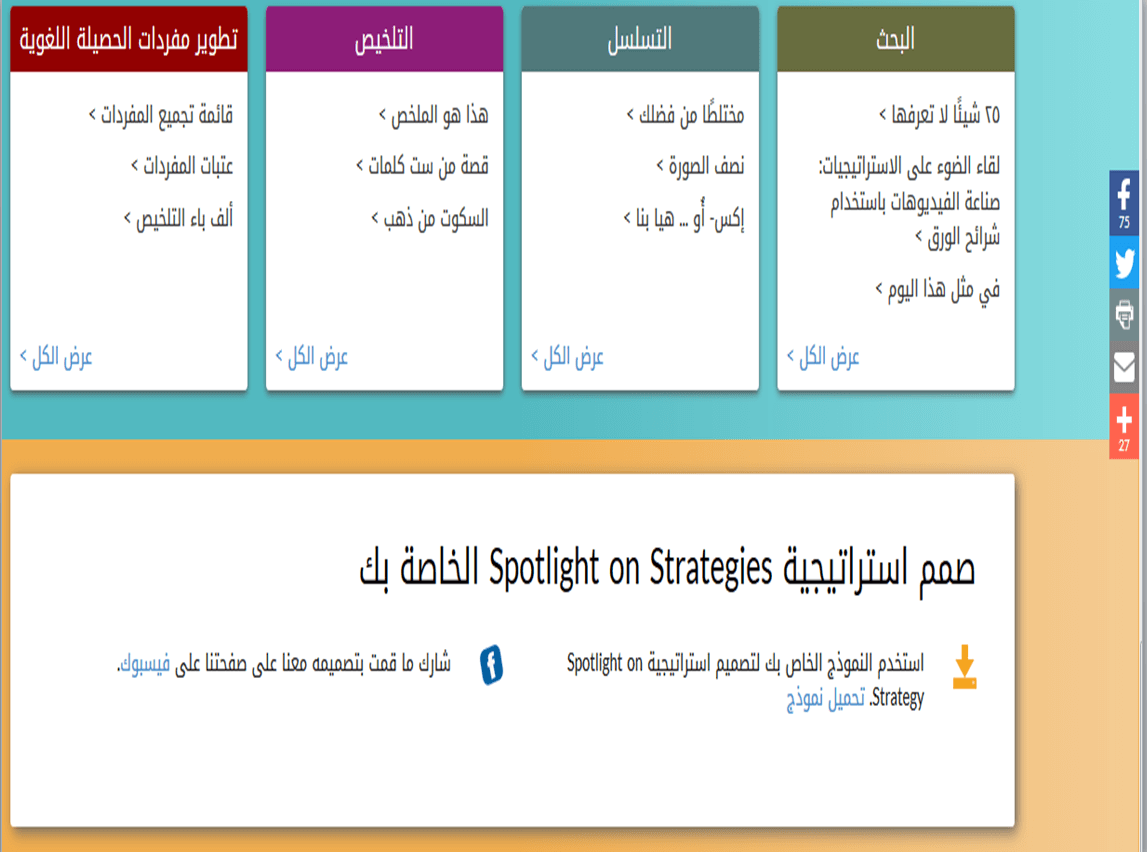 البحث
٢٥ شيئًا لا تعرفها >
لقاء الضوء على الاستراتيجيات:
صناعة الفيديوهات باستخدام
شرائح الورق >
في مثل هذا اليوم >
عرض الكل >
التسلسل
مختلطًا من فضلك >
نصف الصورة >
إكس- أُو ... هيا بنا >
عرض الكل >
التلخيص
هذا هو الملخص >
قصة من ست كلمات >
السكوت من ذهب >
عرض الكل >
تطوير مفردات الحصيلة اللغوية
قائمة تجميع المفردات >
عتبات المفردات >
ألف باء التلخيص >
عرض الكل >
75
27
صمم استراتيجية Spotlight on Strategies الخاصة بك
استخدم النموذج الخاص بك لتصميم استراتيجية Spotlight on
Strategy. تحميل نموذج
شارك ما قمت بتصميمه معنا على صفحتنا على فيسبوك.